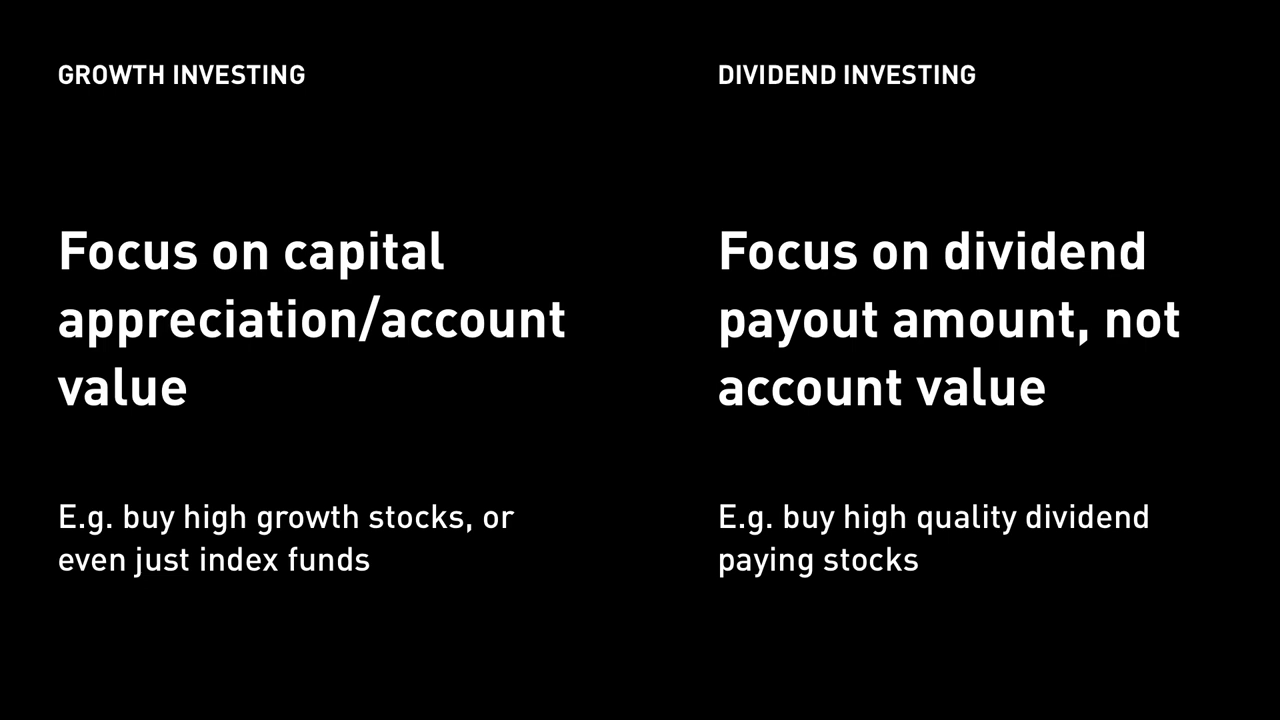 GROWTH INVESTING
Focus on capital
appreciation/account
value
E.g. buy high growth stocks, or
even just index funds
DIVIDEND INVESTING
Focus on dividend
payout amount, not
account value
E.g. buy high quality dividend
paying stocks